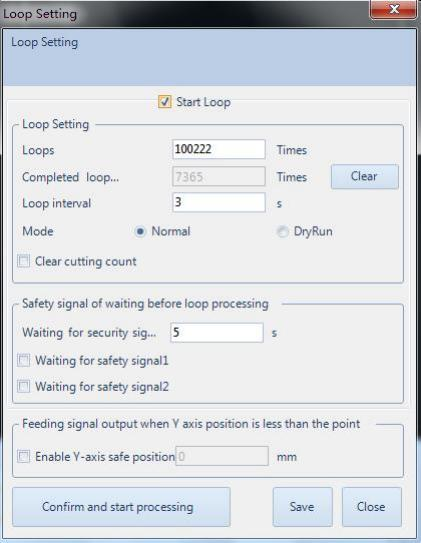 Loop Setting
Loop Setting
Start Loop
Loop Setting
Loops 100222 Times
Completed loop... 7365 Times Clear
Loop interval 3 s
Mode Normal DryRun
Clear cutting count
Safety signal of waiting before loop processing
Waiting for security sig... 5 s
Waiting for safety signal1
Waiting for safety signal2
Feeding signal output when Y axis position is less than the point
Enable Y-axis safe position 0 mm
Confirm and start processing Save Close